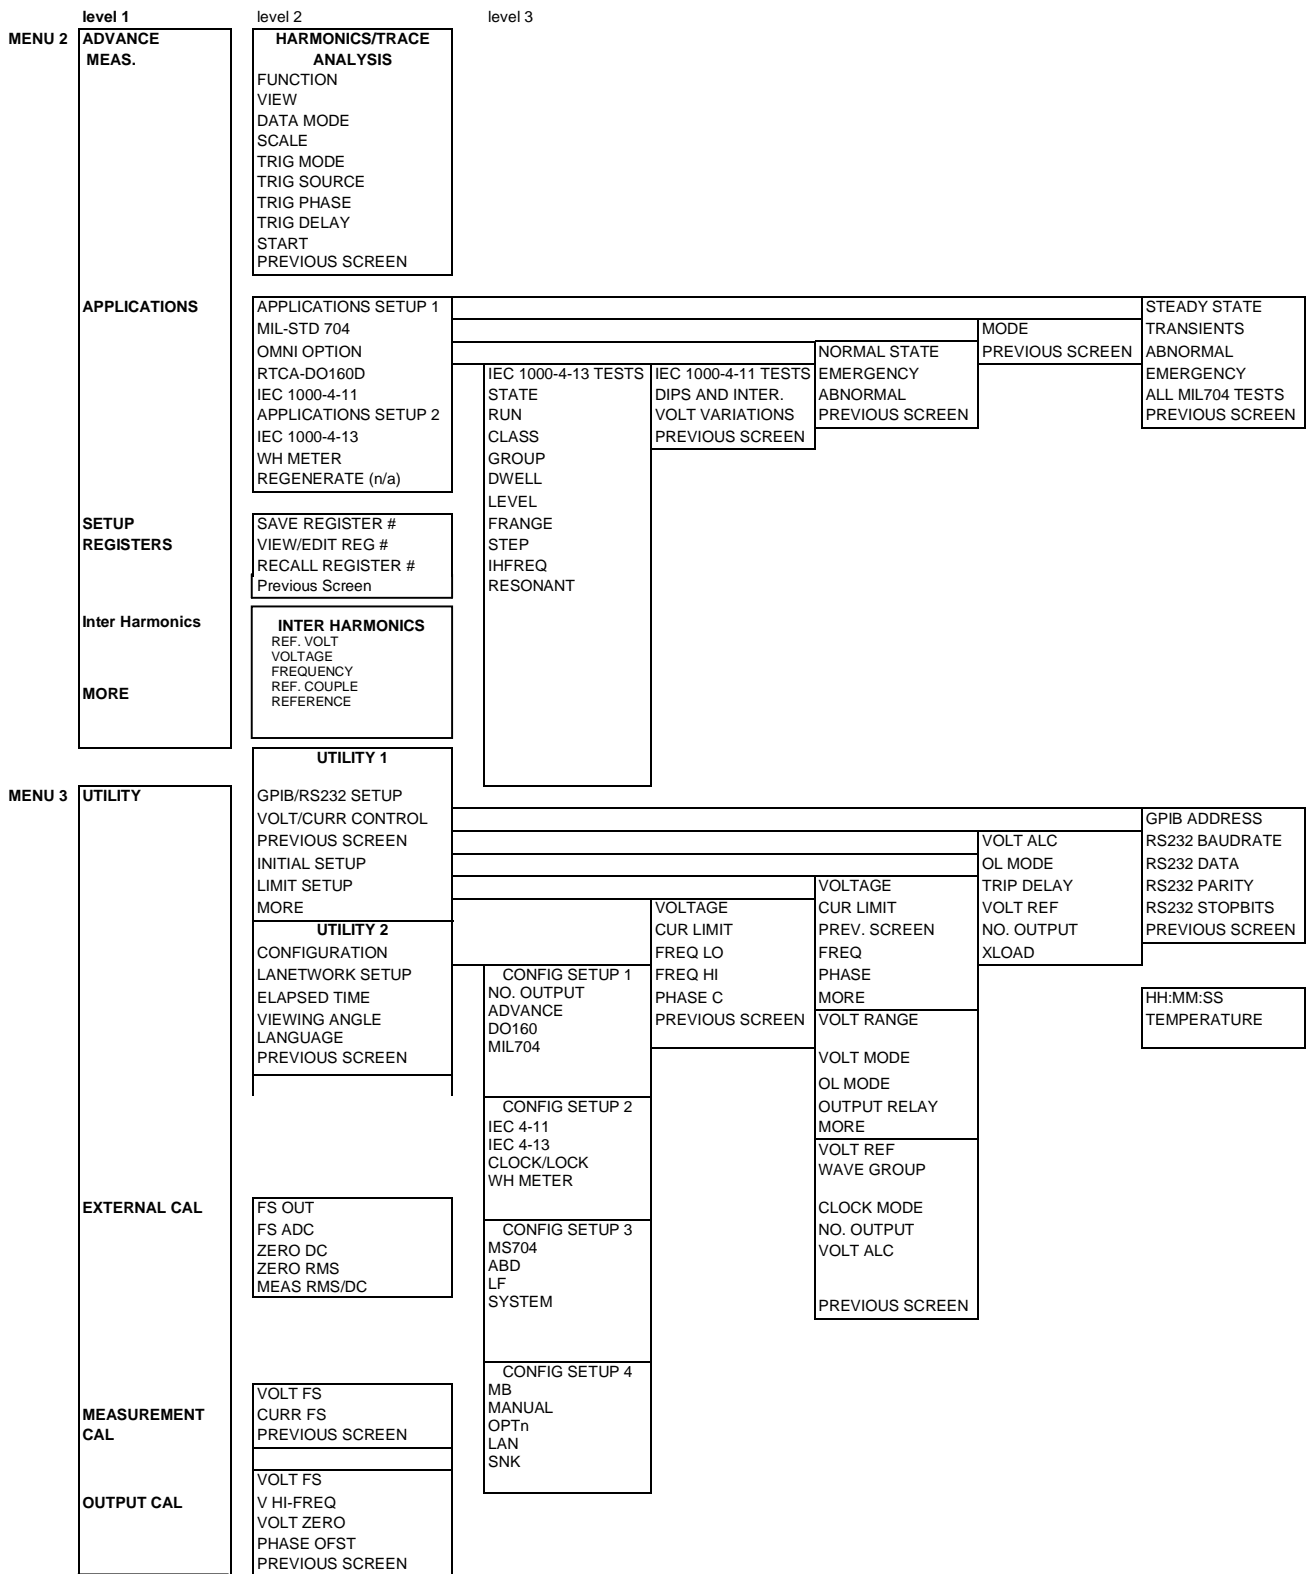 level 1 level 2 level 3
MENU 2 ADVANCE MEAS.
HARMONICS/TRACE
ANALYSIS
FUNCTION
VIEW
DATA MODE
SCALE
TRIG MODE
TRIG SOURCE
TRIG PHASE
TRIG DELAY
START
PREVIOUS SCREEN
APPLICATIONS
APPLICATIONS SETUP 1
MIL-STD 704
OMNI OPTION
RTCA-DO160D
IEC 1000-4-11
APPLICATIONS SETUP 2
IEC 1000-4-13
WH METER
REGENERATE (n/a)
IEC 1000-4-13 TESTS
STATE
RUN
CLASS
GROUP
DWELL
LEVEL
FRANGE
STEP
IHFREQ
RESONANT
IEC 1000-4-11 TESTS
DIPS AND INTER.
VOLT VARIATIONS
PREVIOUS SCREEN
NORMAL STATE
EMERGENCY
ABNORMAL
PREVIOUS SCREEN
MODE
PREVIOUS SCREEN
STEADY STATE
TRANSIENTS
ABNORMAL
EMERGENCY
ALL MIL704 TESTS
PREVIOUS SCREEN
SETUP
REGISTERS
SAVE REGISTER #
VIEW/EDIT REG #
RECALL REGISTER #
Previous Screen
Inter Harmonics
INTER HARMONICS
REF. VOLT
VOLTAGE
FREQUENCY
REF. COUPLE
REFERENCE
MORE
MENU 3 UTILITY
UTILITY 1
GPIB/RS232 SETUP
VOLT/CURR CONTROL
PREVIOUS SCREEN
INITIAL SETUP
LIMIT SETUP
MORE
UTILITY 2
CONFIGURATION
LANETWORK SETUP
ELAPSED TIME
VIEWING ANGLE
LANGUAGE
PREVIOUS SCREEN
CONFIG SETUP 1
NO. OUTPUT
ADVANCE
DO160
MIL704
CONFIG SETUP 2
IEC 4-11
IEC 4-13
CLOCK/LOCK
WH METER
CONFIG SETUP 3
MS704
ABD
LF
SYSTEM
CONFIG SETUP 4
MB
MANUAL
OPTn
LAN
SNK
VOLTAGE
CUR LIMIT
FREQ LO
FREQ HI
PHASE C
PREVIOUS SCREEN
VOLTAGE
CUR LIMIT
PREV. SCREEN
FREQ
PHASE
MORE
VOLT RANGE
VOLT MODE
OL MODE
OUTPUT RELAY
MORE
VOLT REF
WAVE GROUP
CLOCK MODE
NO. OUTPUT
VOLT ALC
PREVIOUS SCREEN
VOLT ALC
OL MODE
TRIP DELAY
VOLT REF
NO. OUTPUT
XLOAD
GPIB ADDRESS
RS232 BAUDRATE
RS232 DATA
RS232 PARITY
RS232 STOPBITS
PREVIOUS SCREEN
HH:MM:SS
TEMPERATURE
EXTERNAL CAL
FS OUT
FS ADC
ZERO DC
ZERO RMS
MEAS RMS/DC
MEASUREMENT
CAL
VOLT FS
CURR FS
PREVIOUS SCREEN
OUTPUT CAL
VOLT FS
V HI-FREQ
VOLT ZERO
PHASE OFST
PREVIOUS SCREEN